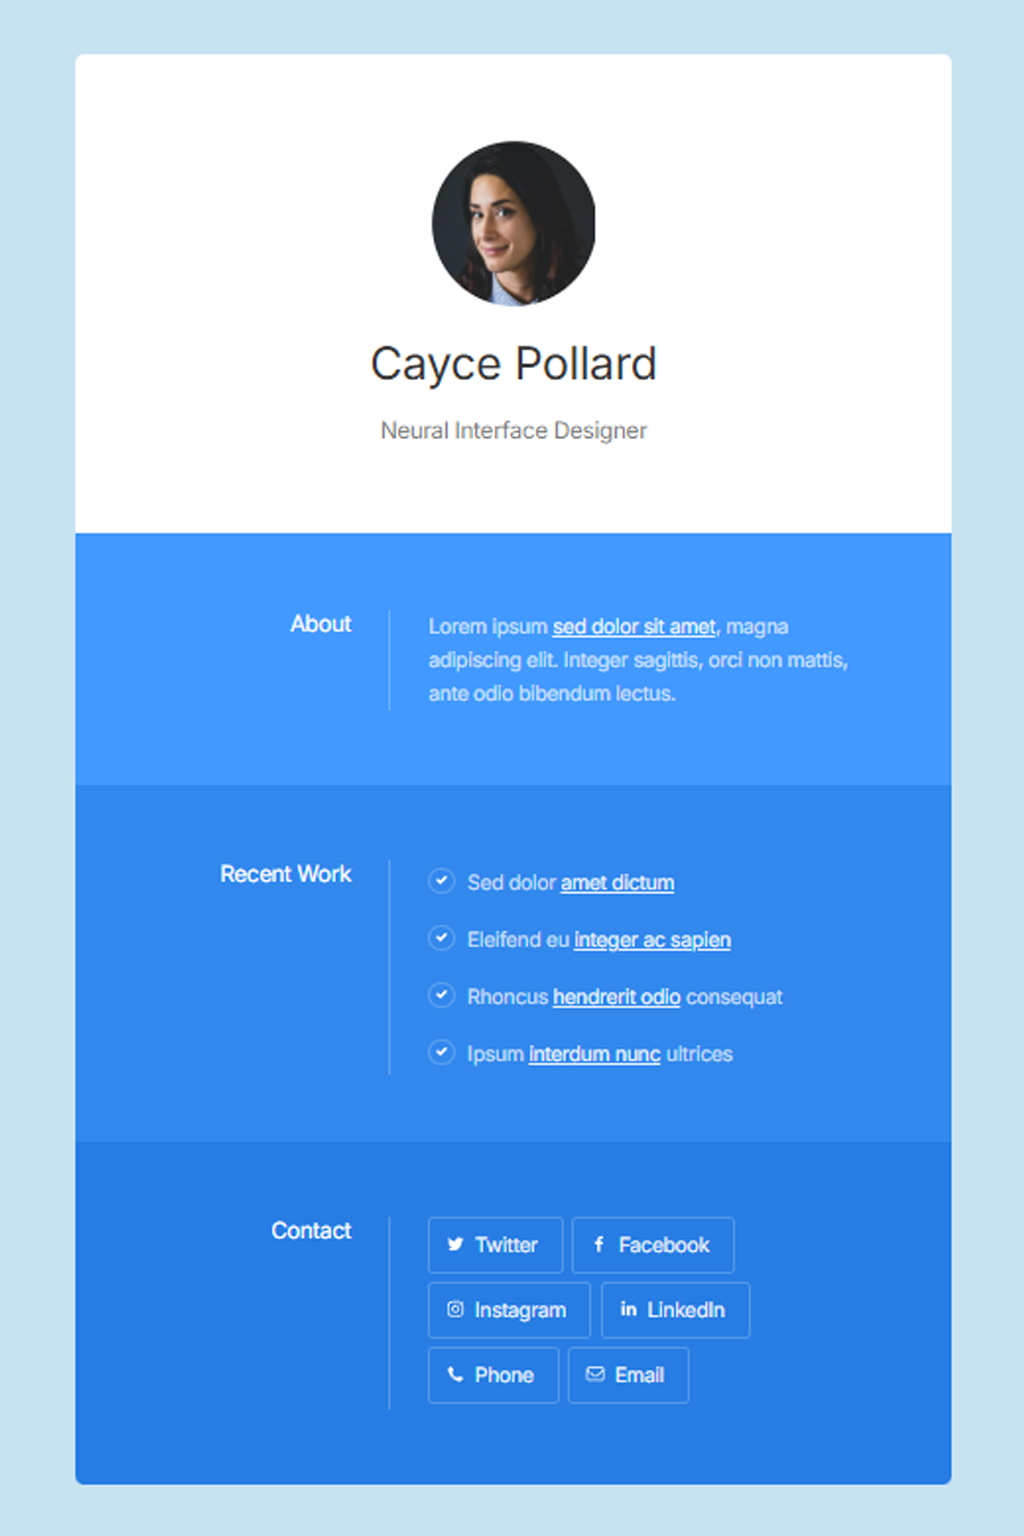 Cayce Pollard
Neural Interface Designer
About
Lorem ipsum sed dolor sit amet, magna
adipiscing elit. Integer sagittis, orci non mattis,
ante odio bibendum lectus.
Recent Work
Sed dolor amet dictum
Eleifend eu integer ac sapien
Rhoncus hendrerit odio consequat
Ipsum interdum nunc ultrices
Contact
Twitter Facebook
Instagram LinkedIn
Phone Email